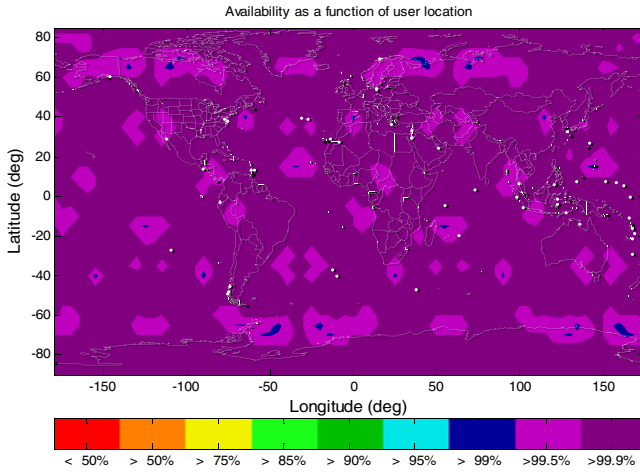 Availability as a function of user location
Latitude (deg)
80
60
40
20
0
-20
-40
-60
-80
-150 -100 -50 0 50 100 150
Longitude (deg)
< 50% > 50% > 75% > 85% > 90% > 95% > 99% >99.5% >99.9%